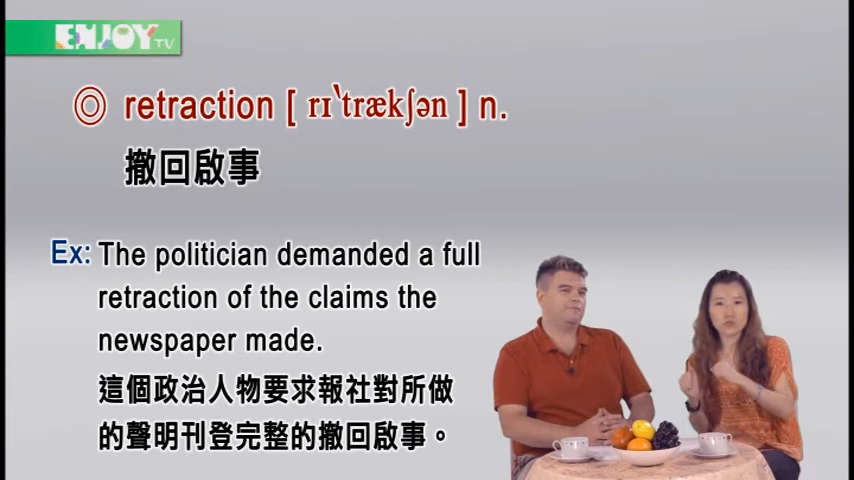 ENJOY TV
◎ retraction [ rɪˋtrækʃən ] n.
撤回啟事
Ex: The politician demanded a full
retraction of the claims the
newspaper made.
這個政治人物要求報社對所做
的聲明刊登完整的撤回啟事。